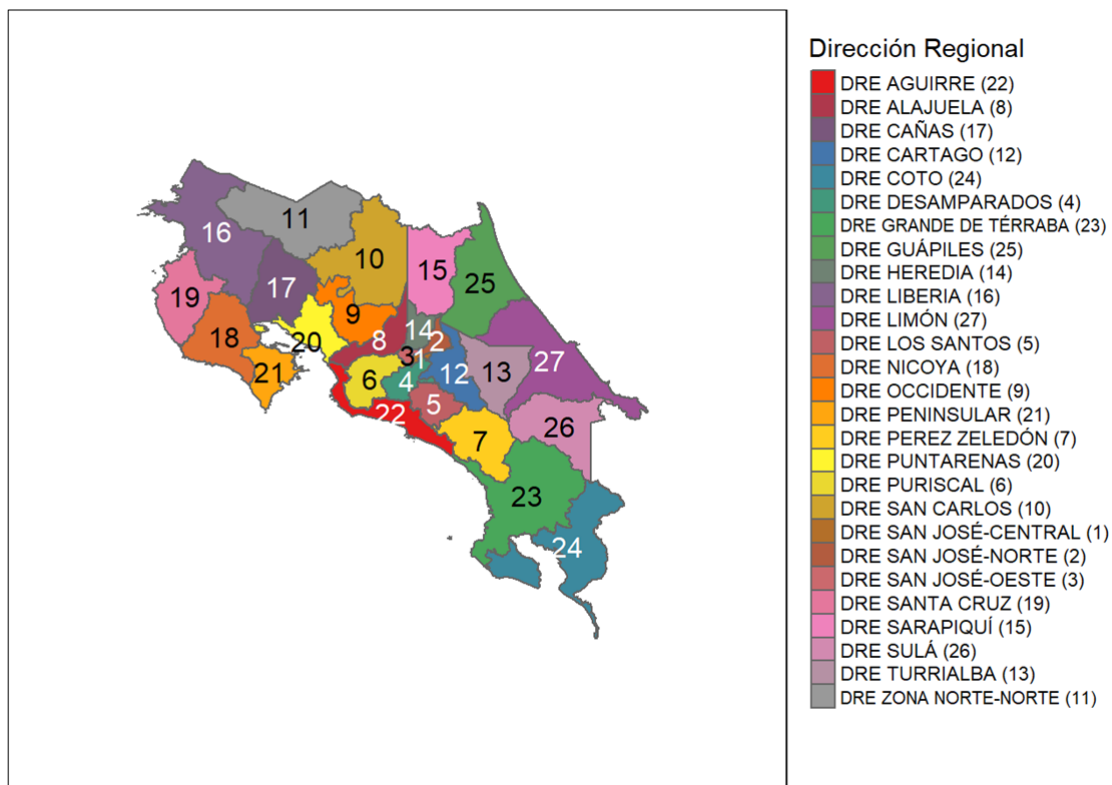 Dirección Regional
DRE AGUIRRE (22)
DRE ALAJUELA (8)
DRE CAÑAS (17)
DRE CARTAGO (12)
DRE COTO (24)
DRE DESAMPARADOS (4)
DRE GRANDE DE TÉRRABA (23)
DRE GUÁPILES (25)
DRE HEREDIA (14)
DRE LIBERIA (16)
DRE LIMÓN (27)
DRE LOS SANTOS (5)
DRE NICOYA (18)
DRE OCCIDENTE (9)
DRE PENINSULAR (21)
DRE PEREZ ZELEDÓN (7)
DRE PUNTARENAS (20)
DRE PURISCAL (6)
DRE SAN CARLOS (10)
DRE SAN JOSÉ-CENTRAL (1)
DRE SAN JOSÉ-NORTE (2)
DRE SAN JOSÉ-OESTE (3)
DRE SANTA CRUZ (19)
DRE SARAPIQUÍ (15)
DRE SULÁ (26)
DRE TURRIALBA (13)
DRE ZONA NORTE-NORTE (11)
11
16
10
15
17
25
19
9
14
18
8
2
20
3
1
27
21
6
4
12
13
5
22
7
26
23
24